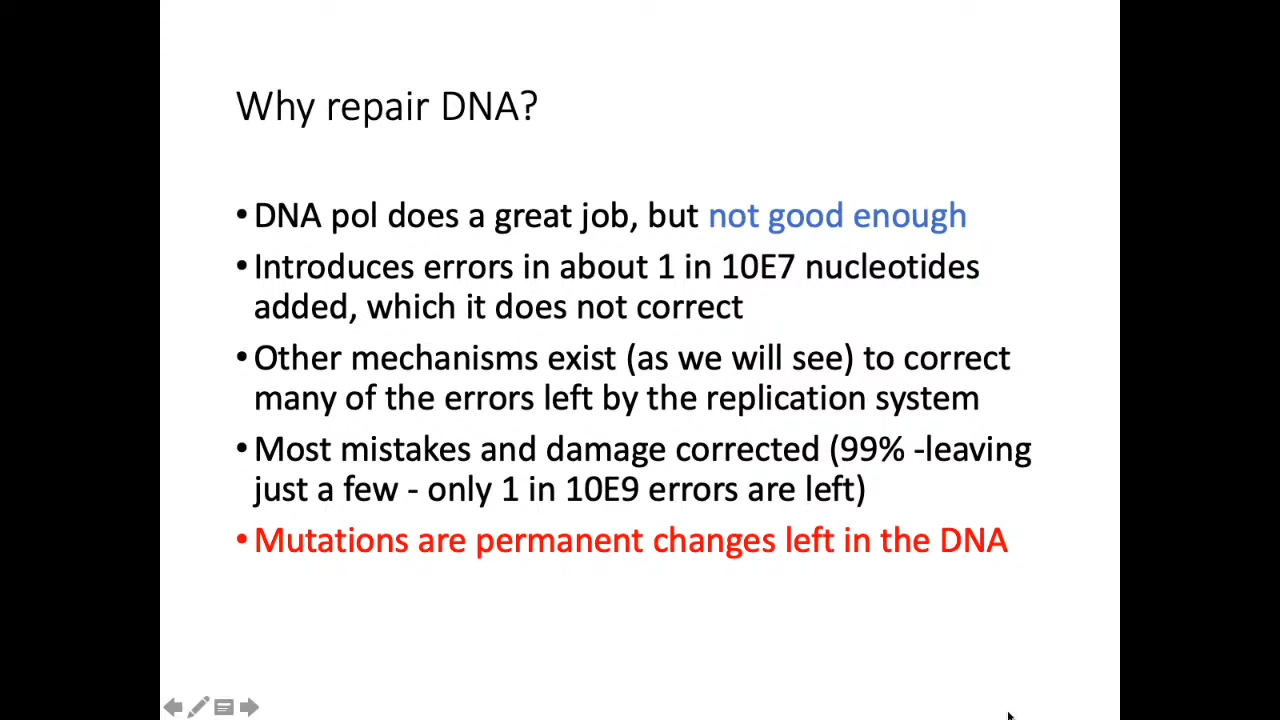 Why repair DNA?
•DNA pol does a great job, but not good enough
•Introduces errors in about 1 in 10E7 nucleotides
added, which it does not correct
•Other mechanisms exist (as we will see) to correct
many of the errors left by the replication system
•Most mistakes and damage corrected (99% -leaving
just a few - only 1 in 10E9 errors are left)
•Mutations are permanent changes left in the DNA